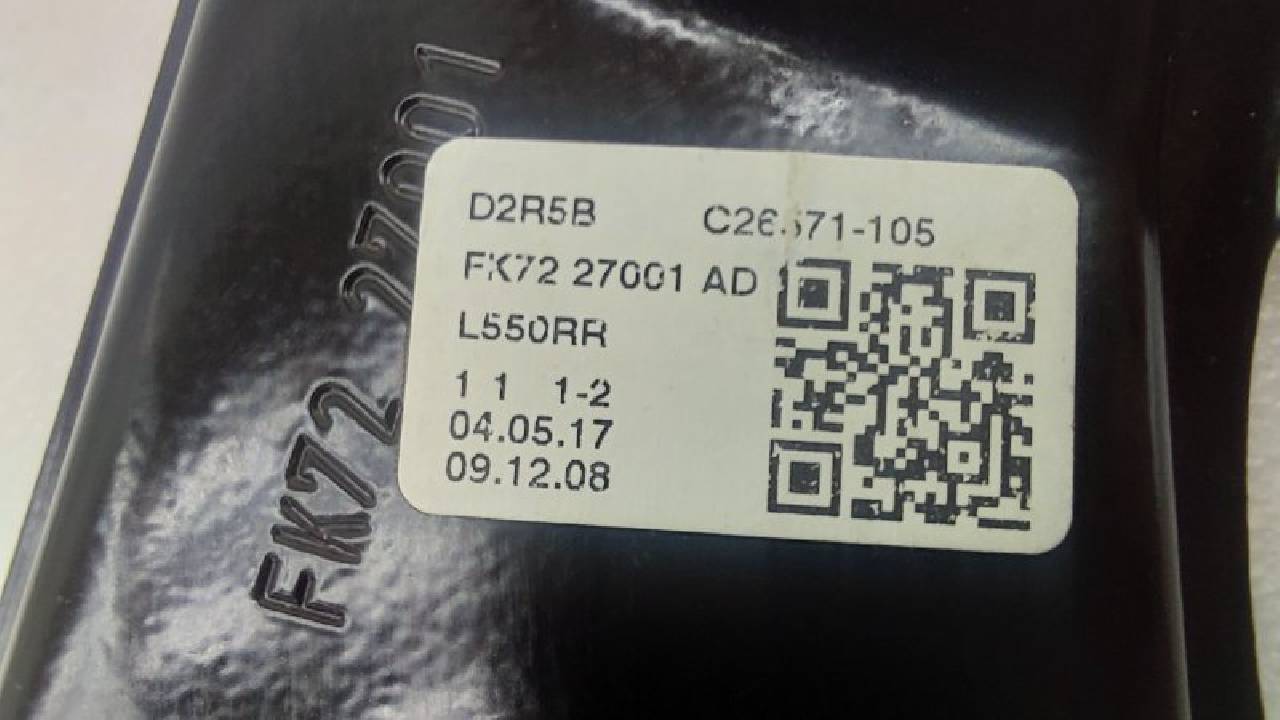 D2R5B
FK72 27001 AD
L550RR
1 1 1-2
04.05.17
09.12.08
FK72 27001